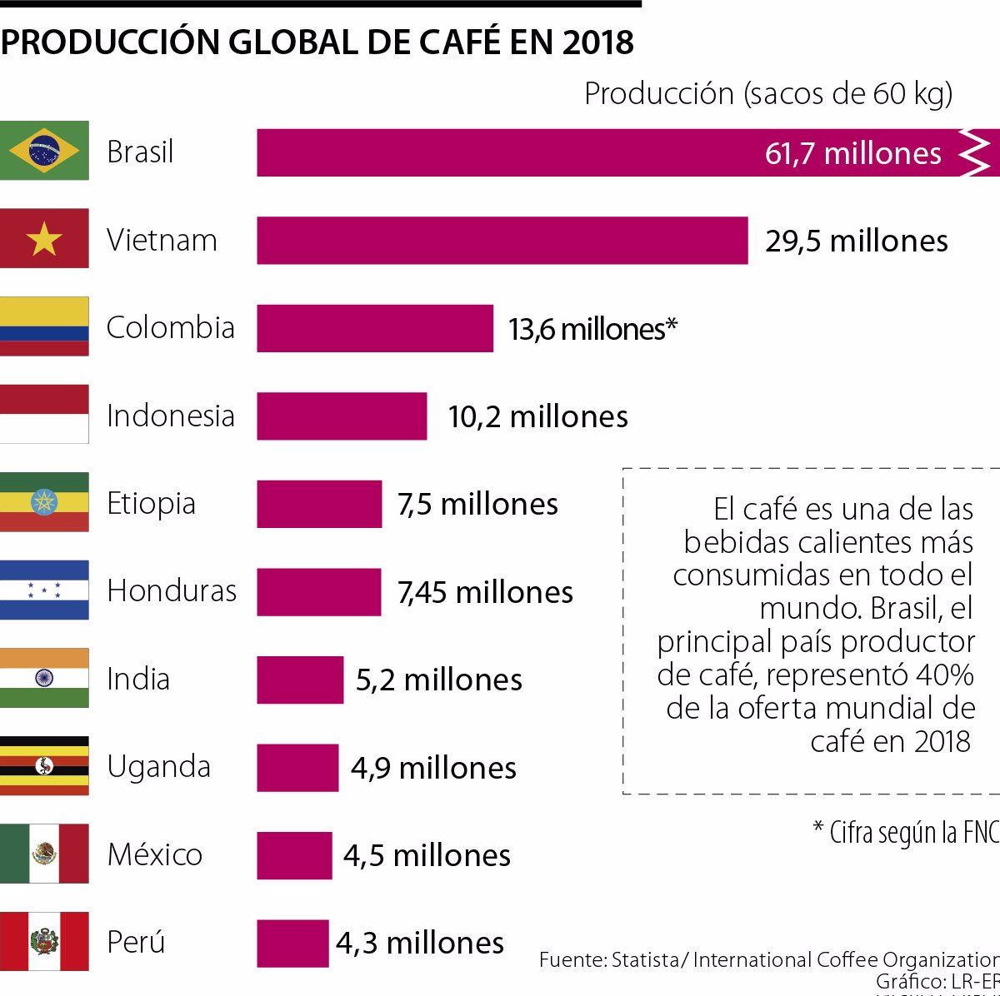 PRODUCCIÓN GLOBAL DE CAFÉ EN 2018
Producción (sacos de 60 kg)
Brasil 61,7 millones
Vietnam 29,5 millones
Colombia 13,6 millones*
Indonesia 10,2 millones
Etiopia 7,5 millones
Honduras 7,45 millones
India 5,2 millones
Uganda 4,9 millones
México 4,5 millones
Perú 4,3 millones
El café es una de las
bebidas calientes más
consumidas en todo el
mundo. Brasil, el
principal país productor
de café, representó 40%
de la oferta mundial de
café en 2018
* Cifra según la FNC
Fuente: Statista/ International Coffee Organization
Gráfico: LR-ER